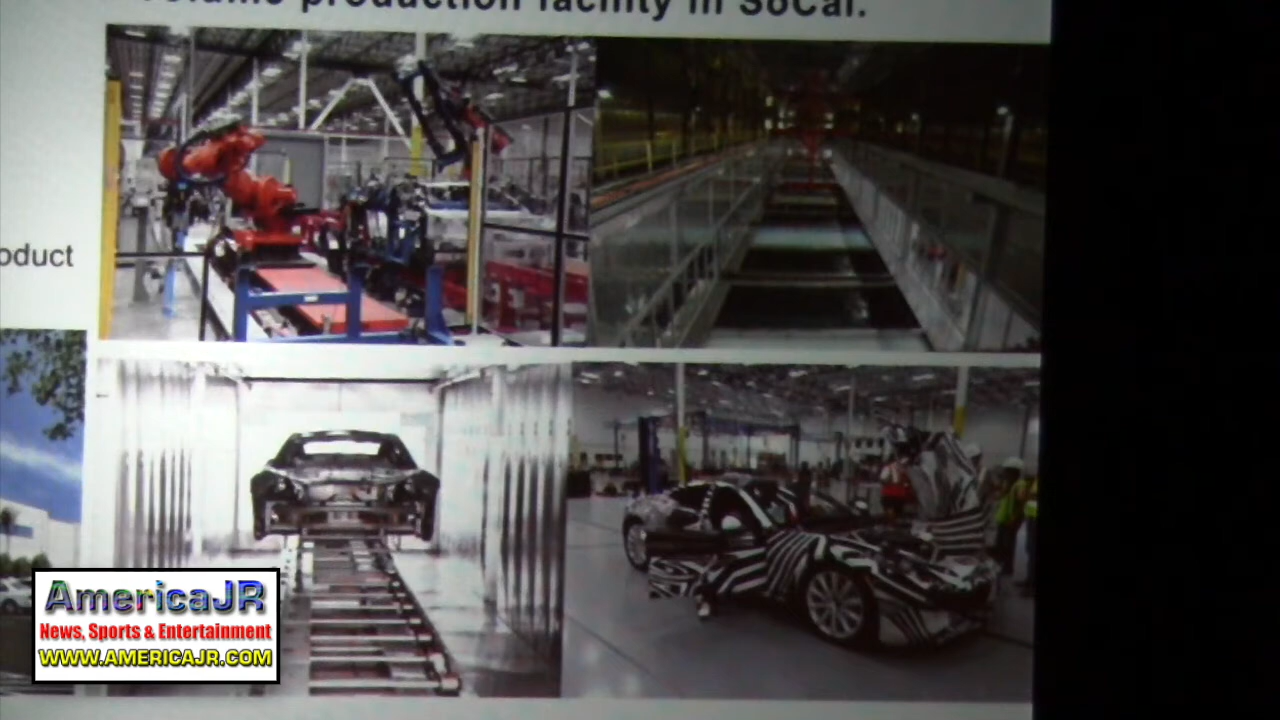 production facility in SoCal.
oduct
AmericaJR
News, Sports & Entertainment
WWW.AMERICAJR.COM